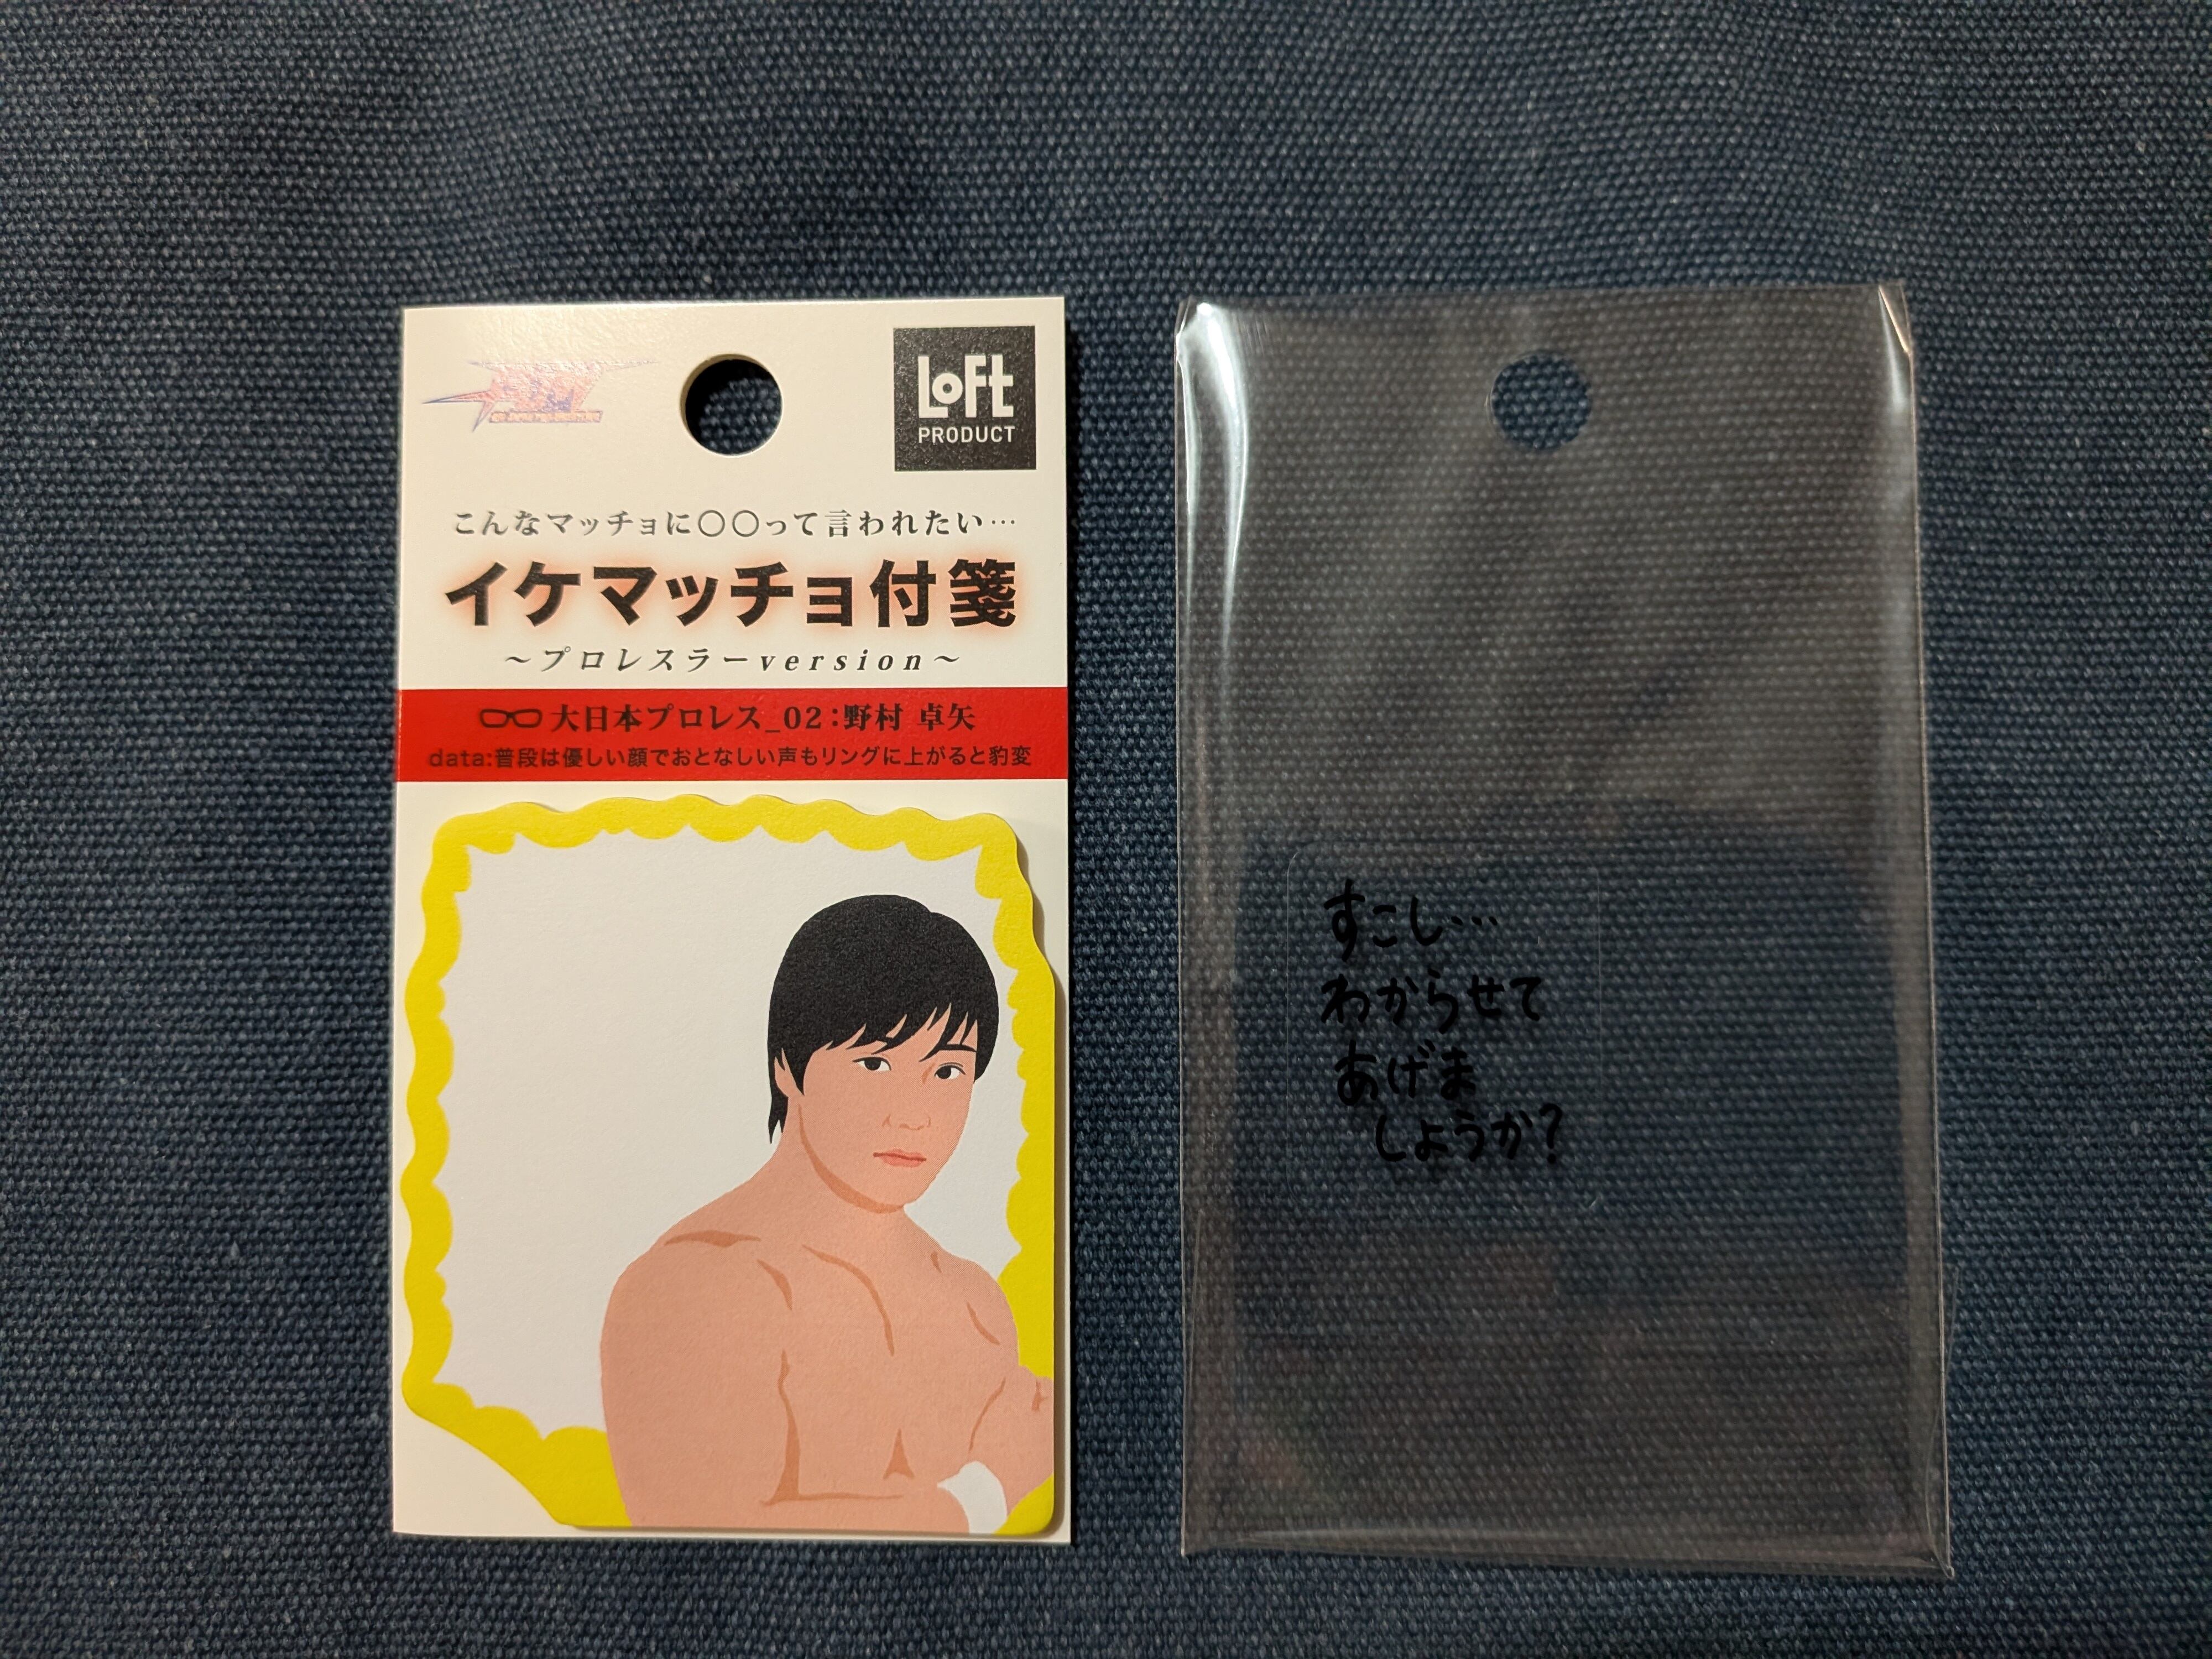 LoFt
PRODUCT
こんなマッチョに〇〇って言われたい…
イケマッチョ付箋
～プロレスラーversion～
大日本プロレス_02:野村 卓矢
data:普段は優しい顔でおとなしい声もリングに上がると豹変
すこし…
わからせて
あげま
しょうか？